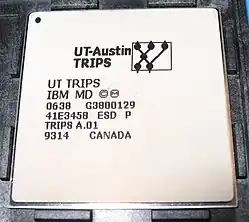 UT-Austin
TRIPS
UT TRIPS
IBM MD ©Ⓜ
0638 G3800129
41E3458 ESD P
TRIPS A.01
9314 CANADA